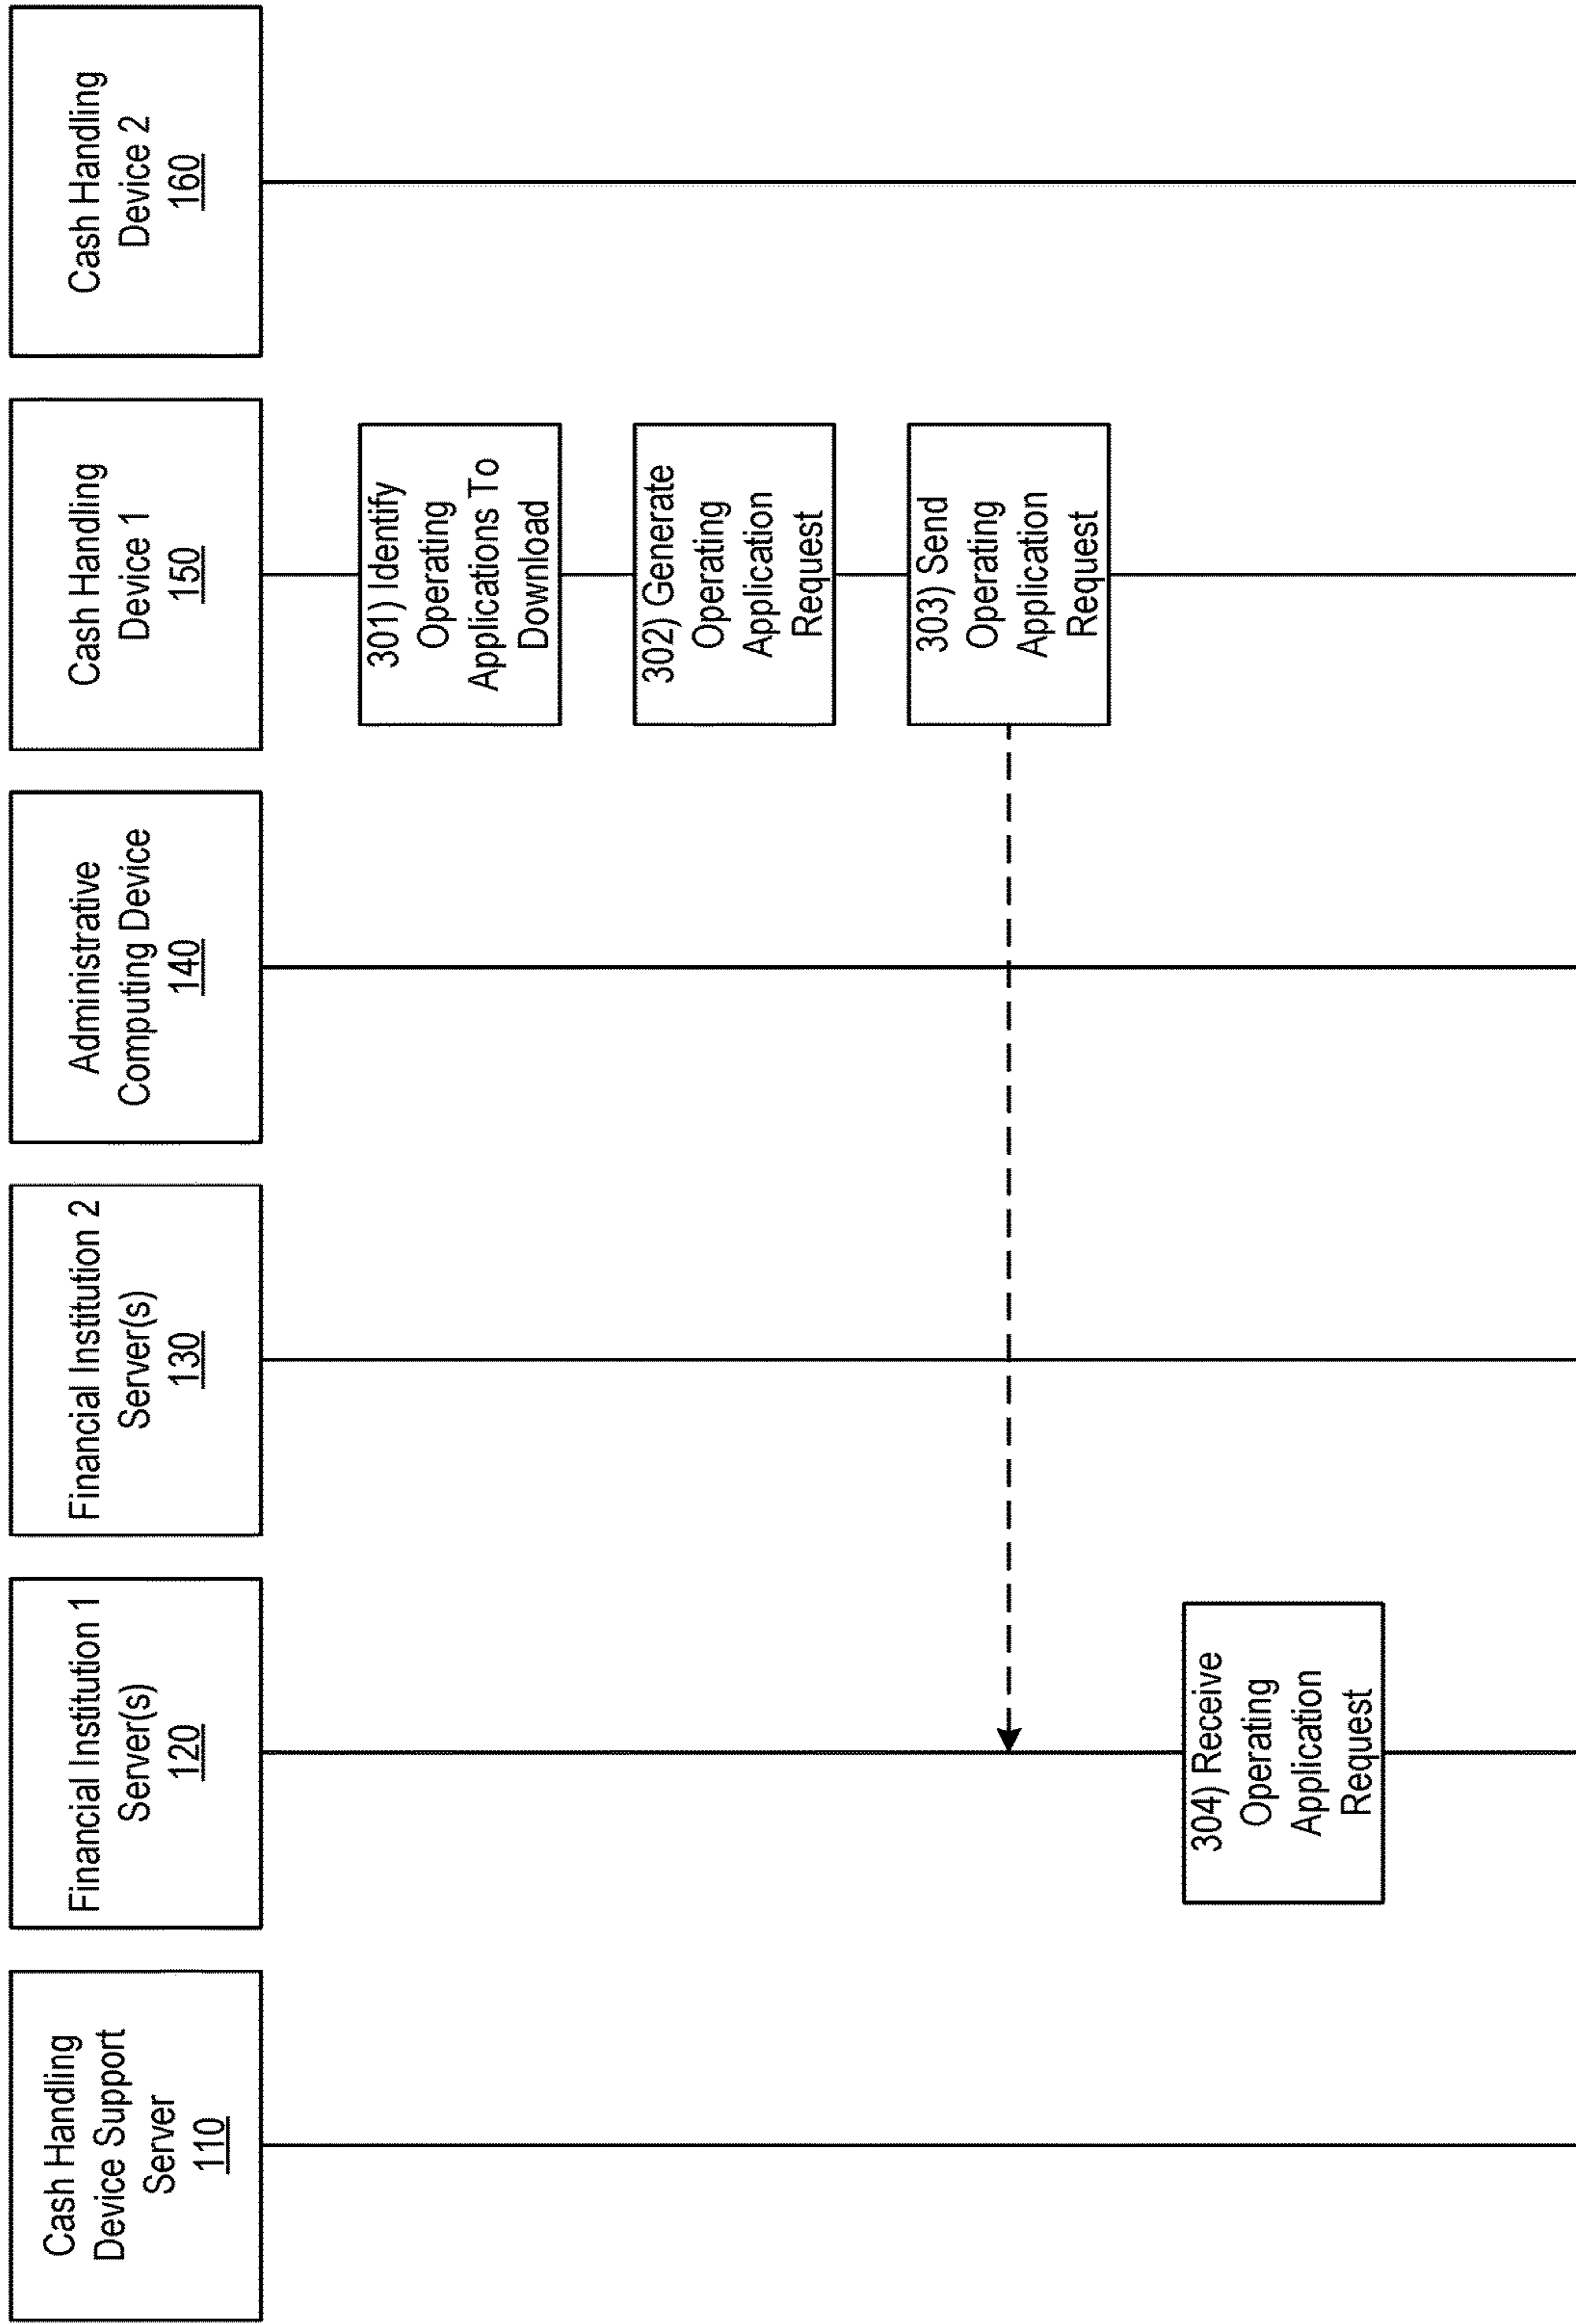 Cash Handling
Device Support
Server
110
Financial Institution 1
Server(s)
120
Financial Institution 2
Server(s)
130
Administrative
Computing Device
140
Cash Handling
Device 1
150
Cash Handling
Device 2
160
301) Identify
Operating
Applications To
Download
302) Generate
Operating
Application
Request
303) Send
Operating
Application
Request
304) Receive
Operating
Application
Request